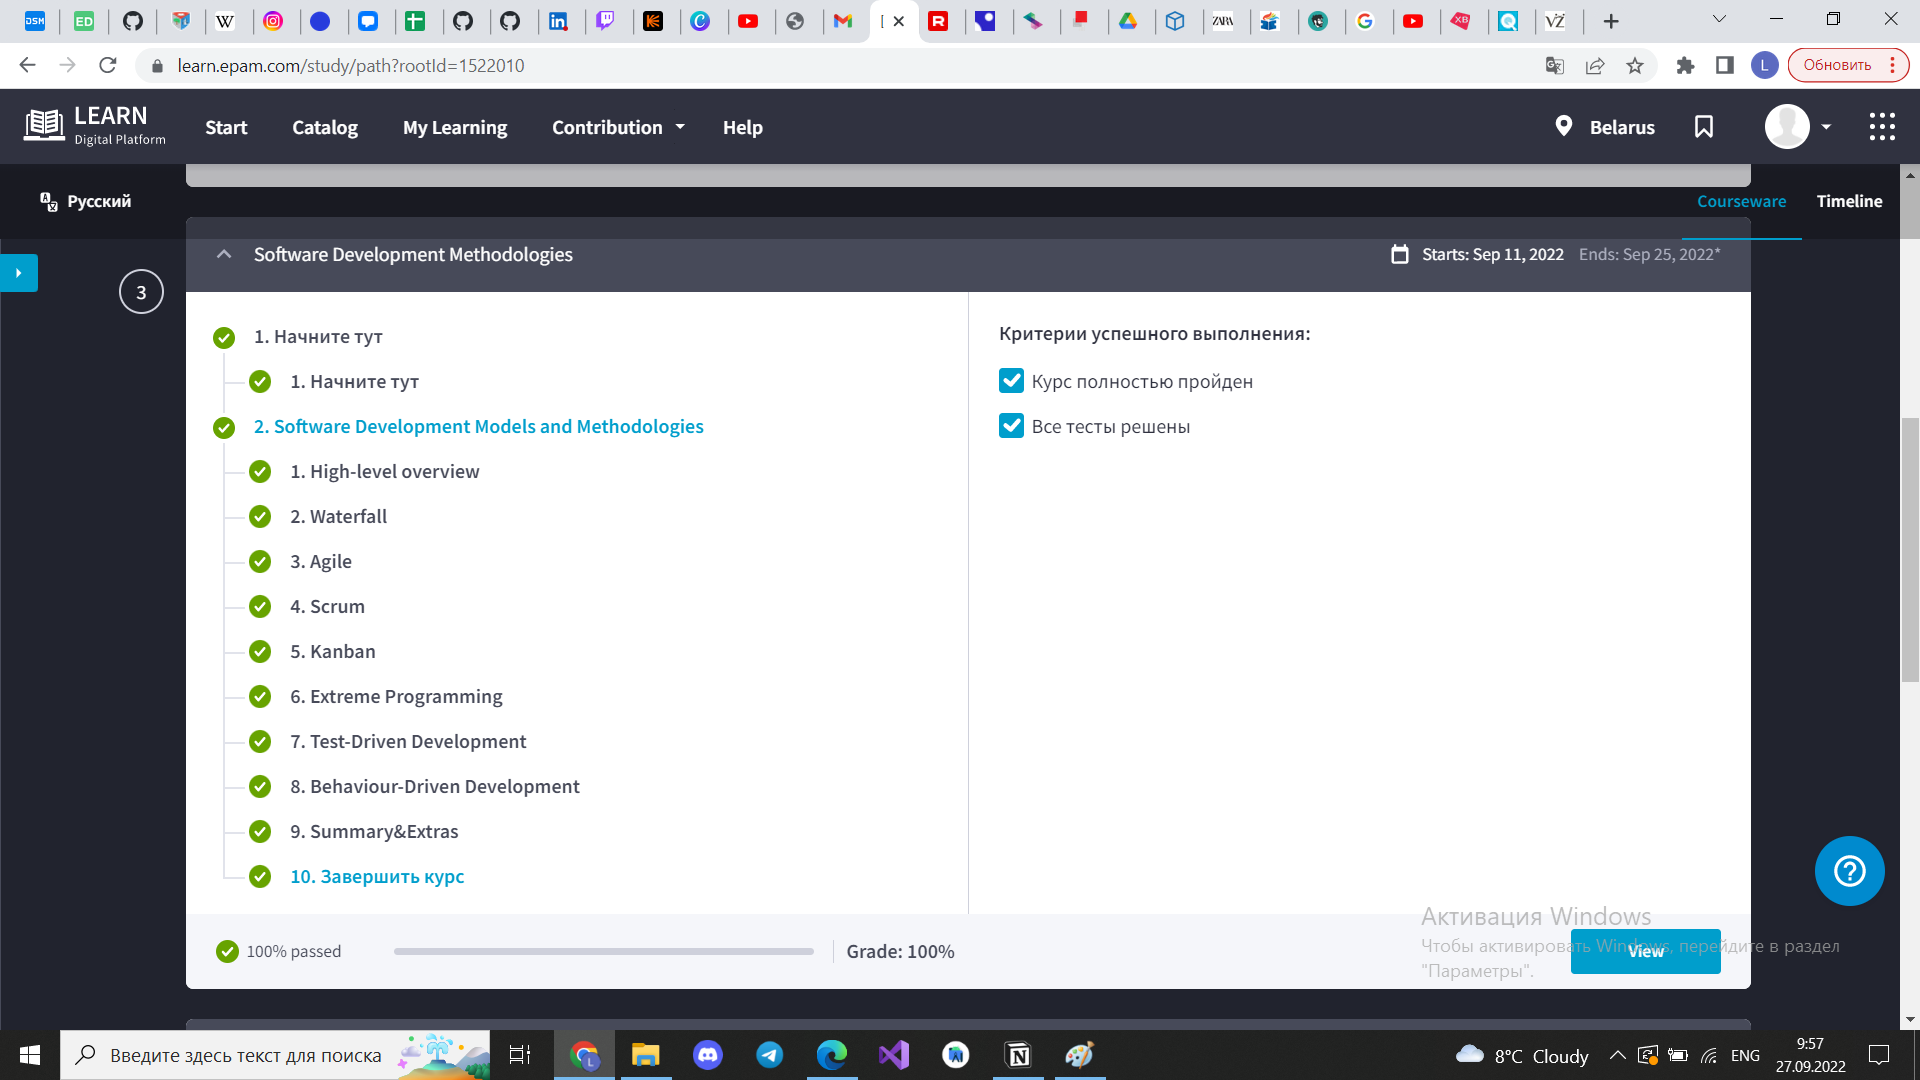 learn.epam.com/study/path?rootId=1522010
L
Обновить
LEARN
Digital Platform
Start
Catalog
My Learning
Contribution
Help
Belarus
Русский
Courseware
Timeline
Software Development Methodologies
Starts: Sep 11, 2022
Ends: Sep 25, 2022*
3
1. Начните тут
1. Начните тут
2. Software Development Models and Methodologies
1. High-level overview
2. Waterfall
3. Agile
4. Scrum
5. Kanban
6. Extreme Programming
7. Test-Driven Development
8. Behaviour-Driven Development
9. Summary&Extras
10. Завершить курс
Критерии успешного выполнения:
Курс полностью пройден
Все тесты решены
100% passed
Grade: 100%
View
Активация Windows
Чтобы активировать Windows, перейдите в раздел
"Параметры".
Введите здесь текст для поиска
8°C Cloudy
ENG
9:57
27.09.2022